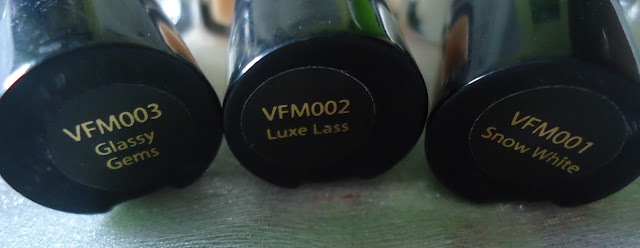 VFM003
Glassy
Gems
VFM002
Luxe Lass
VFM001
Snow White